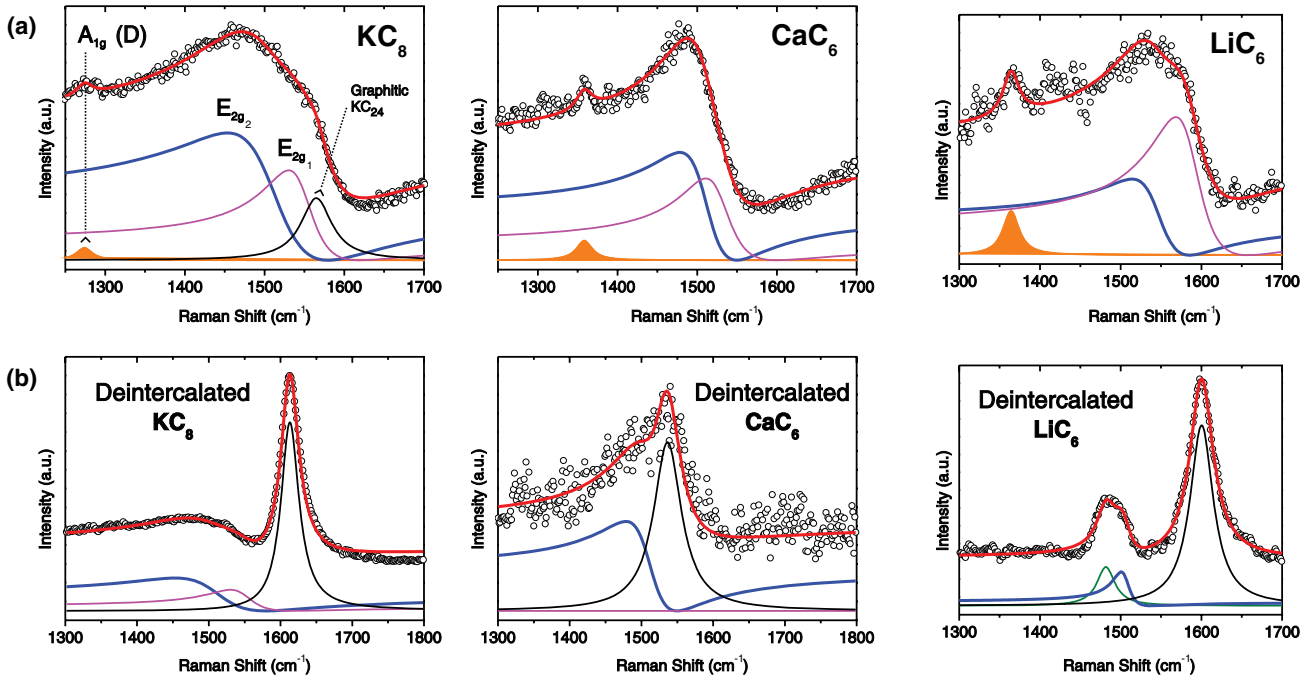 (a)
A1g (D)
KC8
E2g2
E2g1
Graphitic
KC24
Intensity (a.u.)
1300 1400 1500 1600 1700
Raman Shift (cm-1)
CaC6
Intensity (a.u.)
1300 1400 1500 1600 1700
Raman Shift (cm-1)
LiC6
Intensity (a.u.)
1300 1400 1500 1600 1700
Raman Shift (cm-1)
(b)
Deintercalated
KC8
Intensity (a.u.)
1300 1400 1500 1600 1700 1800
Raman Shift (cm-1)
Deintercalated
CaC6
Intensity (a.u.)
1300 1400 1500 1600 1700 1800
Raman Shift (cm-1)
Deintercalated
LiC6
Intensity (a.u.)
1300 1400 1500 1600 1700
Raman Shift (cm-1)